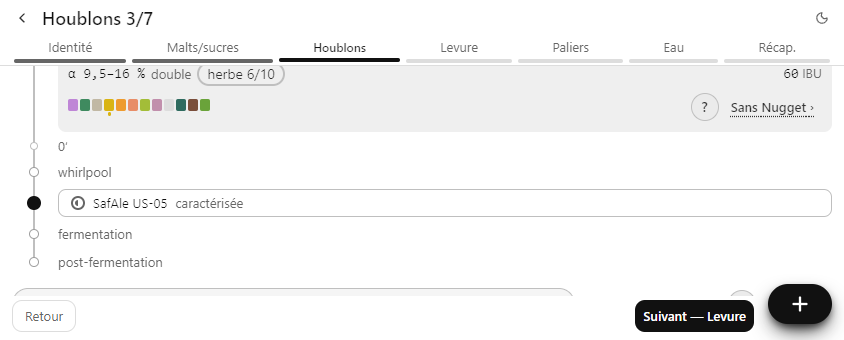 Houblons 3/7
Identité
Malts/sucres
Houblons
Levure
Paliers
Eau
Récap.
α 9,5–16 % double herbe 6/10
60 IBU
? Sans Nugget ›
0'
whirlpool
SafAle US-05 caractérisée
fermentation
post-fermentation
Retour
Suivant — Levure
+